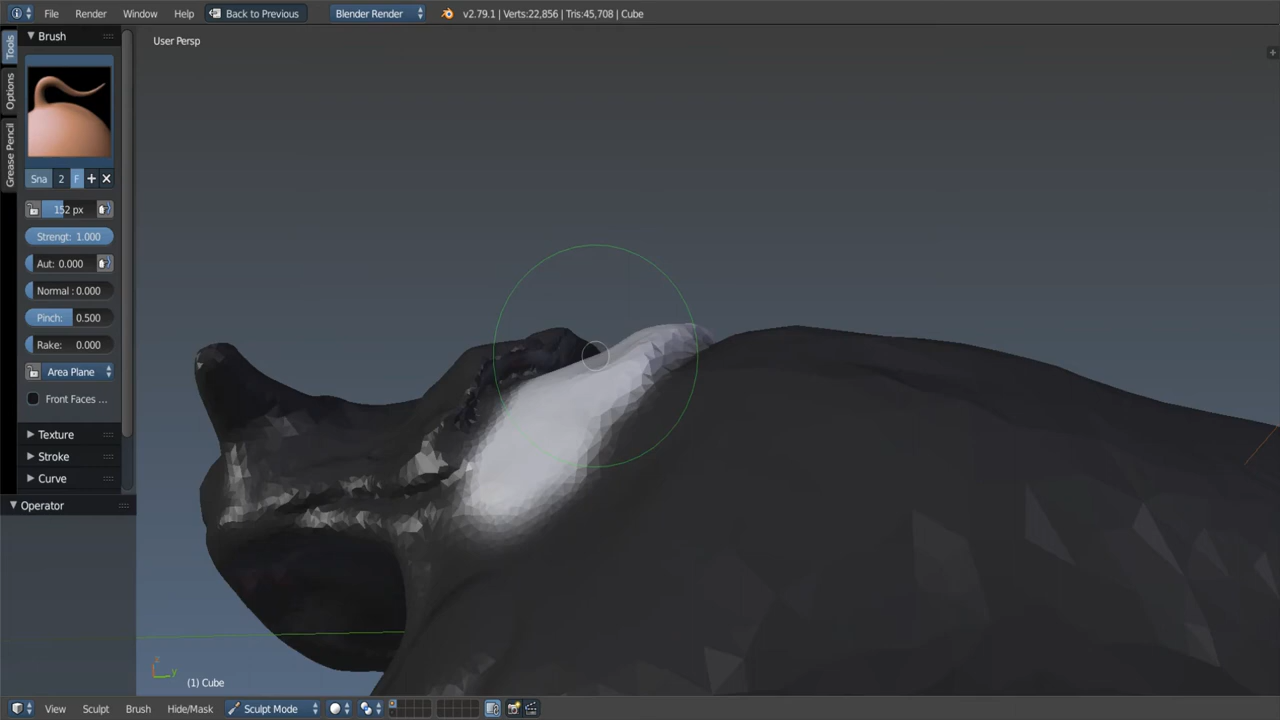 File Render Window Help Back to Previous Blender Render v2.79.1 | Verts:22,856 | Tris:45,708 | Cube
Tools
Options
Grease Pencil
Brush
Sna 2 F
152 px
Strengt: 1.000
Aut: 0.000
Normal : 0.000
Pinch: 0.500
Rake: 0.000
Area Plane
Front Faces ...
Texture
Stroke
Curve
Operator
User Persp
z
y
(1) Cube
View Sculpt Brush Hide/Mask Sculpt Mode